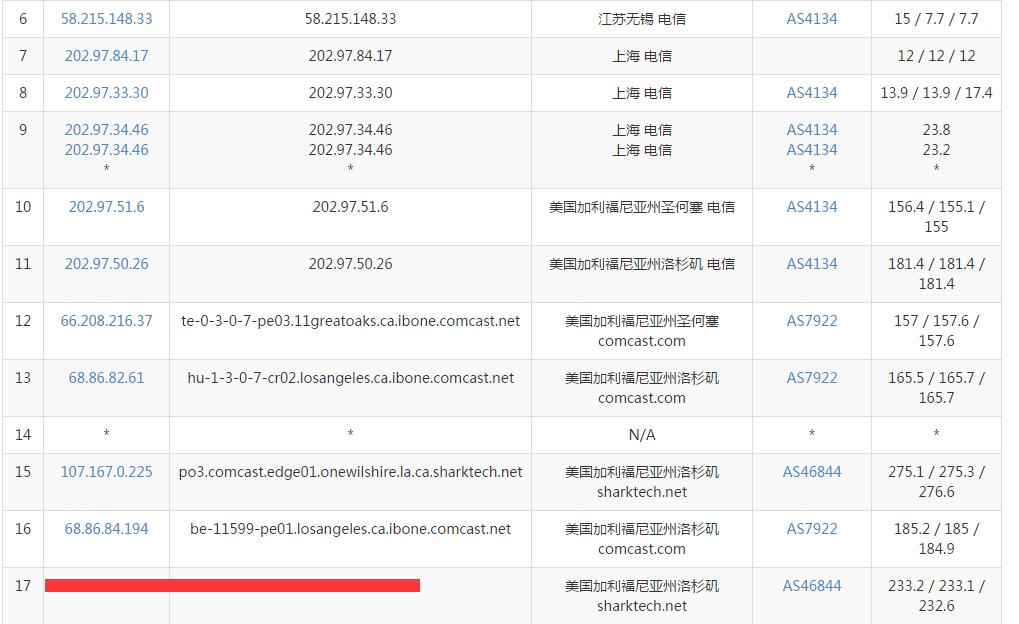 6 58.215.148.33 58.215.148.33 江苏无锡 电信 AS4134 15 / 7.7 / 7.7
7 202.97.84.17 202.97.84.17 上海 电信 12 / 12 / 12
8 202.97.33.30 202.97.33.30 上海 电信 AS4134 13.9 / 13.9 / 17.4
9 202.97.34.46 202.97.34.46 上海 电信 AS4134 23.8
202.97.34.46 202.97.34.46 上海 电信 AS4134 23.2
* * * *
10 202.97.51.6 202.97.51.6 美国加利福尼亚州圣何塞 电信 AS4134 156.4 / 155.1 /
155
11 202.97.50.26 202.97.50.26 美国加利福尼亚州洛杉矶 电信 AS4134 181.4 / 181.4 /
181.4
12 66.208.216.37 te-0-3-0-7-pe03.11greatoaks.ca.ibone.comcast.net 美国加利福尼亚州圣何塞 AS7922 157 / 157.6 /
comcast.com 157.6
13 68.86.82.61 hu-1-3-0-7-cr02.losangeles.ca.ibone.comcast.net 美国加利福尼亚州洛杉矶 AS7922 165.5 / 165.7 /
comcast.com 165.7
14 * * N/A * *
15 107.167.0.225 po3.comcast.edge01.onewilshire.la.ca.sharktech.net 美国加利福尼亚州洛杉矶 AS46844 275.1 / 275.3 /
sharktech.net 276.6
16 68.86.84.194 be-11599-pe01.losangeles.ca.ibone.comcast.net 美国加利福尼亚州洛杉矶 AS7922 185.2 / 185 /
comcast.com 184.9
17 美国加利福尼亚州洛杉矶 AS46844 233.2 / 233.1 /
sharktech.net 232.6